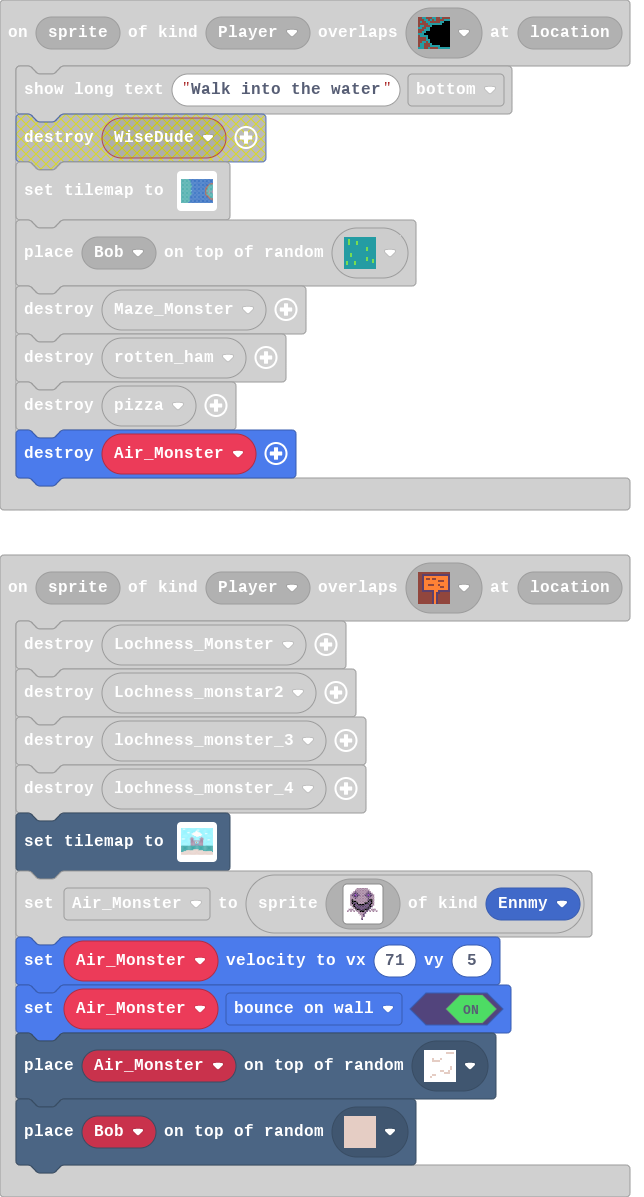 on sprite of kind Player overlaps at location
show long text "Walk into the water" bottom
destroy WiseDude
set tilemap to
place Bob on top of random
destroy Maze_Monster
destroy rotten_ham
destroy pizza
destroy Air_Monster
on sprite of kind Player overlaps at location
destroy Lochness_Monster
destroy Lochness_monstar2
destroy lochness_monster_3
destroy lochness_monster_4
set tilemap to
set Air_Monster to sprite of kind Ennmy
set Air_Monster velocity to vx 71 vy 5
set Air_Monster bounce on wall ON
place Air_Monster on top of random
place Bob on top of random